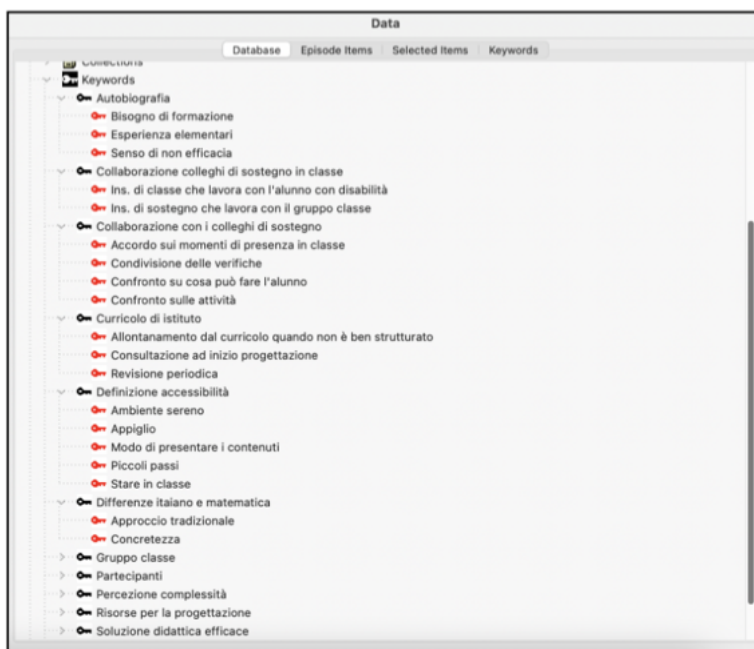 Data
Database Episode Items Selected Items Keywords
Collections
Keywords
Autobiografia
Bisogno di formazione
Esperienza elementari
Senso di non efficacia
Collaborazione colleghi di sostegno in classe
Ins. di classe che lavora con l'alunno con disabilità
Ins. di sostegno che lavora con il gruppo classe
Collaborazione con i colleghi di sostegno
Accordo sui momenti di presenza in classe
Condivisione delle verifiche
Confronto su cosa può fare l'alunno
Confronto sulle attività
Curricolo di istituto
Allontanamento dal curricolo quando non è ben strutturato
Consultazione ad inizio progettazione
Revisione periodica
Definizione accessibilità
Ambiente sereno
Appiglio
Modo di presentare i contenuti
Piccoli passi
Stare in classe
Differenze itaiano e matematica
Approccio tradizionale
Concretezza
Gruppo classe
Partecipanti
Percezione complessità
Risorse per la progettazione
Soluzione didattica efficace